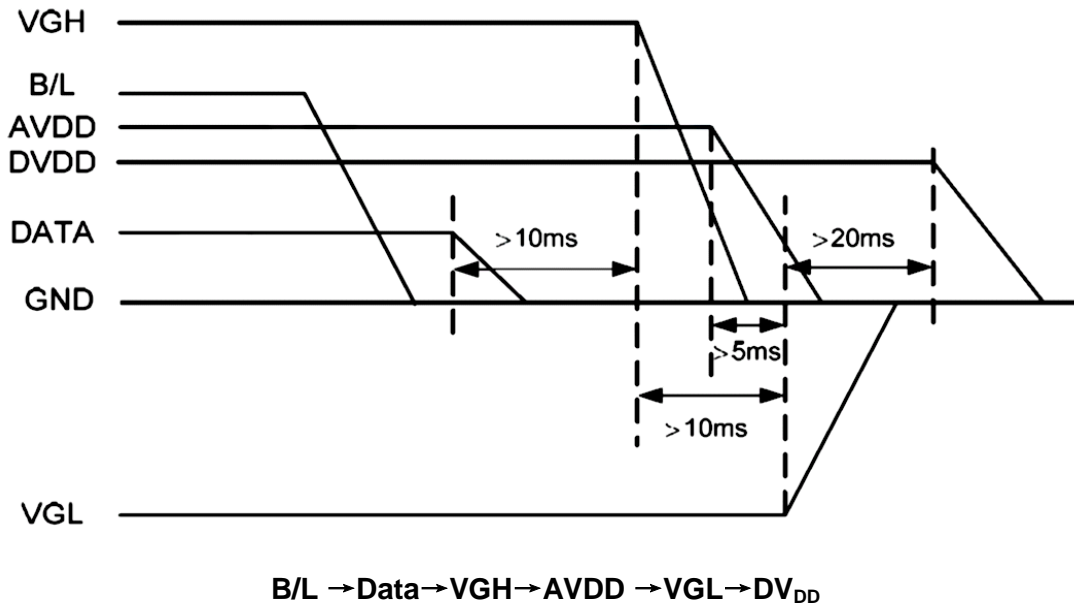 VGH
B/L
AVDD
DVDD
DATA
>10ms
>20ms
GND
>5ms
>10ms
VGL
B/L →Data→VGH→AVDD →VGL→DVDD